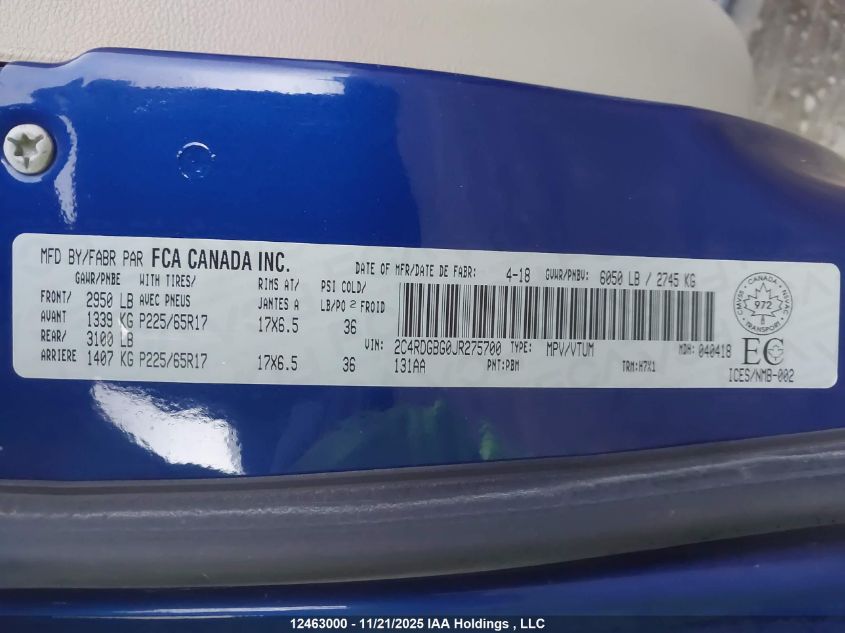 MFD BY/FABR PAR FCA CANADA INC. DATE OF MFR/DATE DE FABR: 4-18 GVWR/PNBV: 6050 LB / 2745 KG
GAWR/PNBE WITH TIRES/ RIMS AT/ PSI COLD/
FRONT/ 2950 LB AVEC PNEUS JANTES A LB/PO 2 FROID
AVANT 1339 KG P225/65R17 17X6.5 36
REAR/ 3100 LB
ARRIERE 1407 KG P225/65R17 17X6.5 36
VIN: 2C4RDGBG0JR275700 TYPE: MPV/VTUM MDH: 040418
131AA PNT:PBM TRM:H7X1
CANADA
CMVSS NSVAC
972
TRANSPORT
EC
ICES/NMB-002
12463000 - 11/21/2025 IAA Holdings , LLC